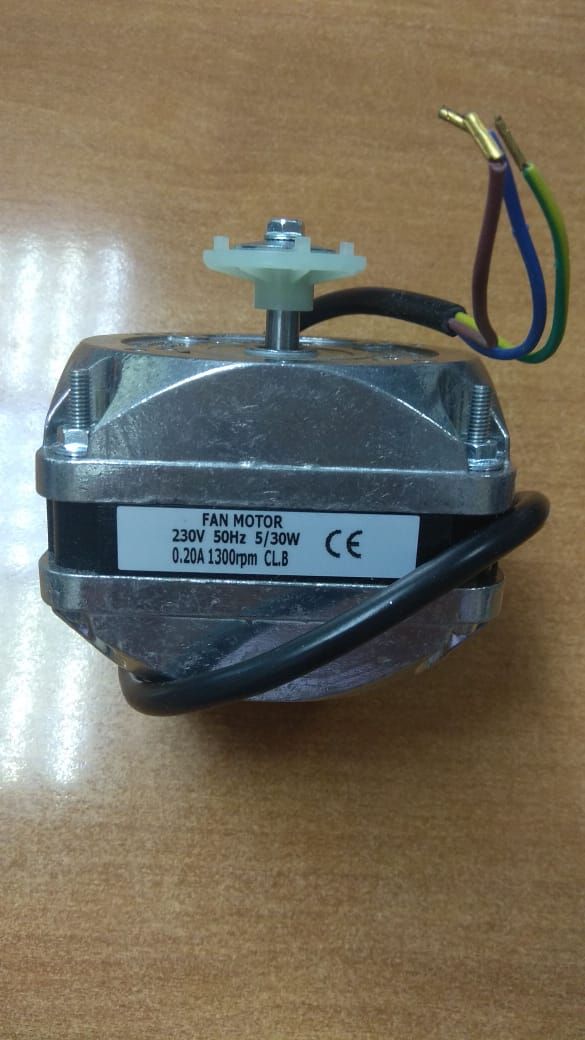 FAN MOTOR
230V 50Hz 5/30W
0.20A 1300rpm CL.B
CE